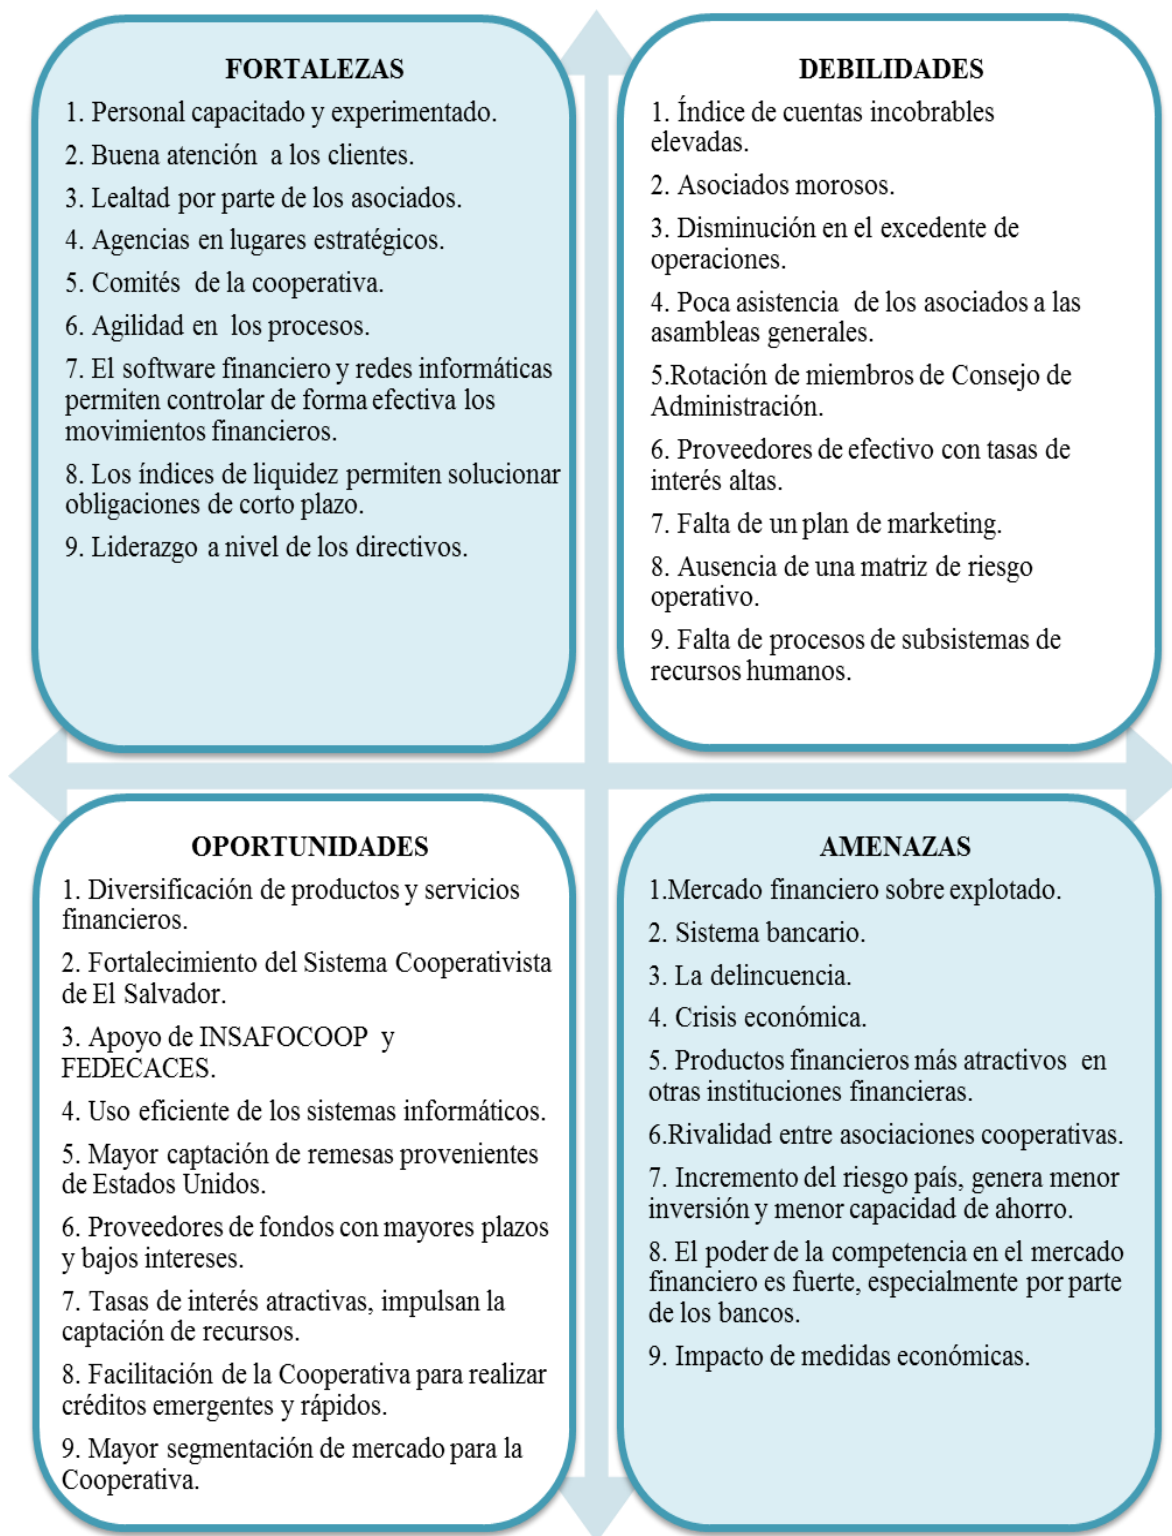 FORTALEZAS
1. Personal capacitado y experimentado.
2. Buena atención a los clientes.
3. Lealtad por parte de los asociados.
4. Agencias en lugares estratégicos.
5. Comités de la cooperativa.
6. Agilidad en los procesos.
7. El software financiero y redes informáticas
permiten controlar de forma efectiva los
movimientos financieros.
8. Los índices de liquidez permiten solucionar
obligaciones de corto plazo.
9. Liderazgo a nivel de los directivos.
DEBILIDADES
1. Índice de cuentas incobrables
elevadas.
2. Asociados morosos.
3. Disminución en el excedente de
operaciones.
4. Poca asistencia de los asociados a las
asambleas generales.
5.Rotación de miembros de Consejo de
Administración.
6. Proveedores de efectivo con tasas de
interés altas.
7. Falta de un plan de marketing.
8. Ausencia de una matriz de riesgo
operativo.
9. Falta de procesos de subsistemas de
recursos humanos.
OPORTUNIDADES
1. Diversificación de productos y servicios
financieros.
2. Fortalecimiento del Sistema Cooperativista
de El Salvador.
3. Apoyo de INSAFOCOOP y
FEDECACES.
4. Uso eficiente de los sistemas informáticos.
5. Mayor captación de remesas provenientes
de Estados Unidos.
6. Proveedores de fondos con mayores plazos
y bajos intereses.
7. Tasas de interés atractivas, impulsan la
captación de recursos.
8. Facilitación de la Cooperativa para realizar
créditos emergentes y rápidos.
9. Mayor segmentación de mercado para la
Cooperativa.
AMENAZAS
1.Mercado financiero sobre explotado.
2. Sistema bancario.
3. La delincuencia.
4. Crisis económica.
5. Productos financieros más atractivos en
otras instituciones financieras.
6.Rivalidad entre asociaciones cooperativas.
7. Incremento del riesgo país, genera menor
inversión y menor capacidad de ahorro.
8. El poder de la competencia en el mercado
financiero es fuerte, especialmente por parte
de los bancos.
9. Impacto de medidas económicas.